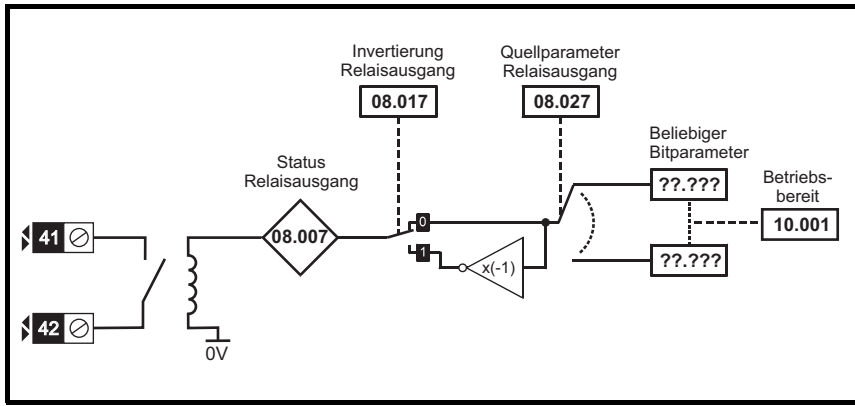 Invertierung
Relaisausgang
08.017
Quellparameter
Relaisausgang
08.027
Beliebiger
Bitparameter
??.???
Betriebs-
bereit
10.001
??.???
Status
Relaisausgang
08.007
0
1
x(-1)
41
42
0V